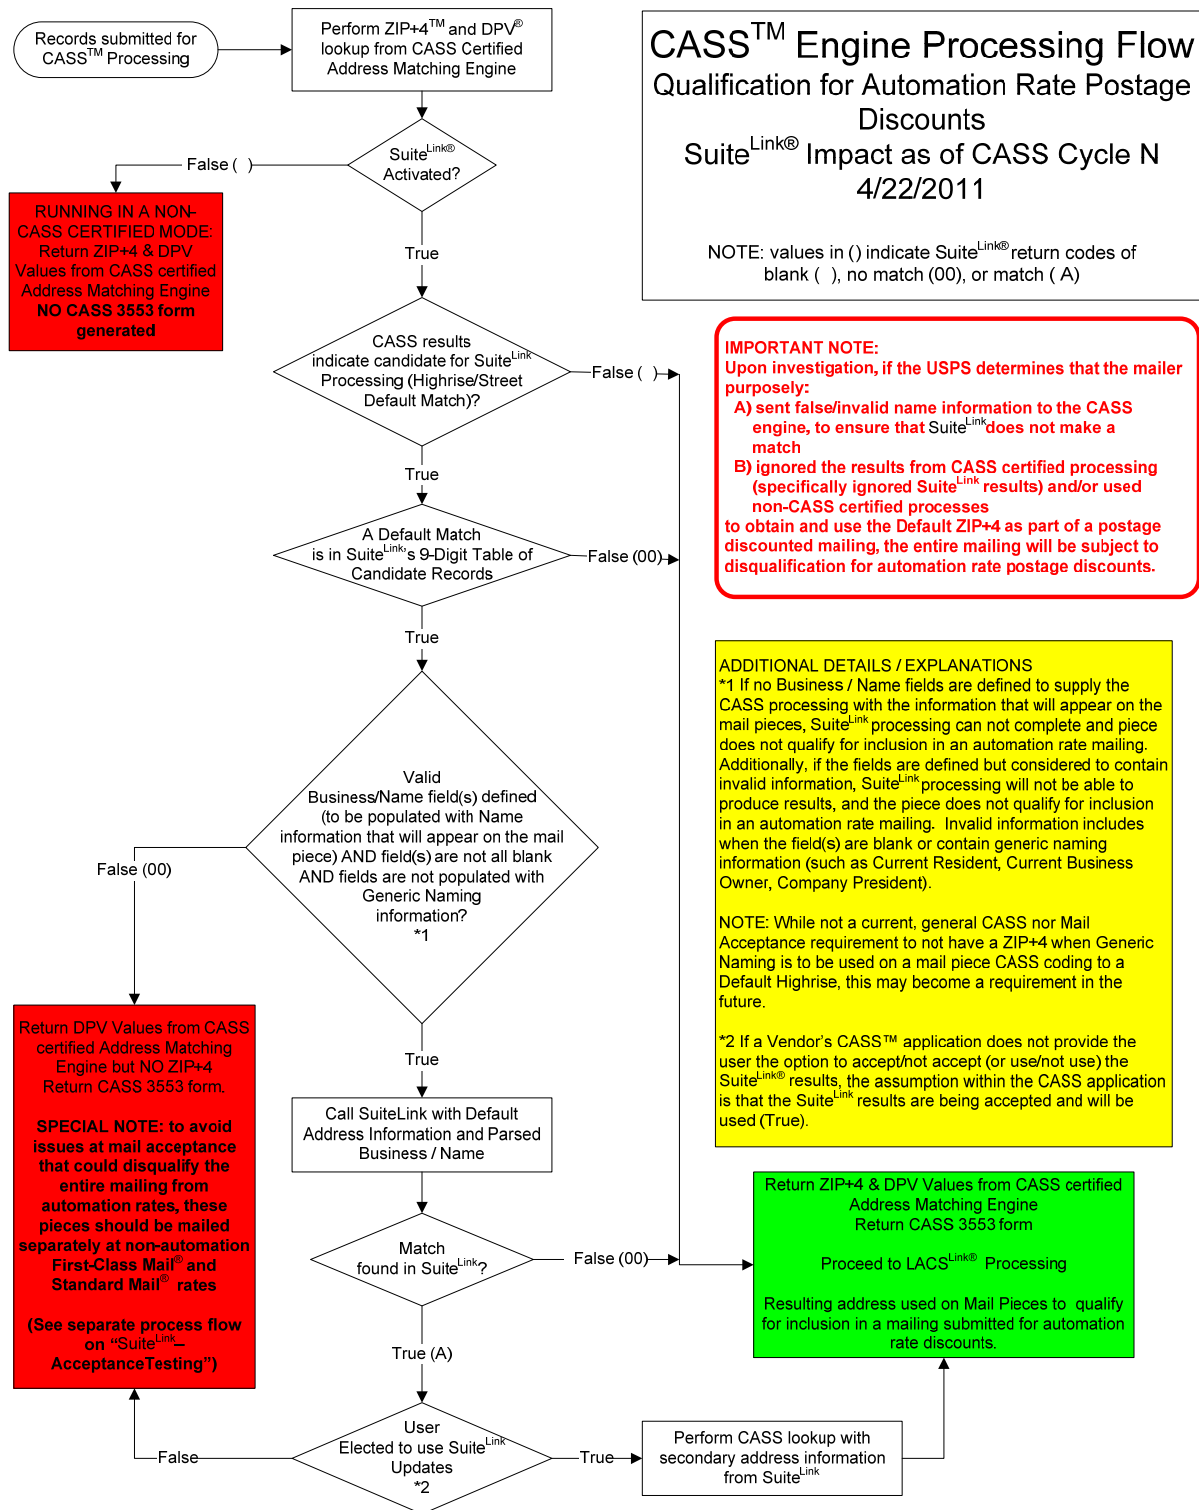 Records submitted for
CASS™ Processing
Perform ZIP+4™ and DPV®
lookup from CASS Certified
Address Matching Engine
CASS™ Engine Processing Flow
Qualification for Automation Rate Postage
Discounts
SuiteLink® Impact as of CASS Cycle N
4/22/2011
NOTE: values in () indicate SuiteLink® return codes of
blank ( ), no match (00), or match ( A)
SuiteLink®
Activated?
False ( )
True
RUNNING IN A NON-
CASS CERTIFIED MODE:
Return ZIP+4 & DPV
Values from CASS certified
Address Matching Engine
NO CASS 3553 form
generated
CASS results
indicate candidate for SuiteLink
Processing (Highrise/Street
Default Match)?
False ( )
True
IMPORTANT NOTE:
Upon investigation, if the USPS determines that the mailer
purposely:
A) sent false/invalid name information to the CASS
engine, to ensure that SuiteLink does not make a
match
B) ignored the results from CASS certified processing
(specifically ignored SuiteLink results) and/or used
non-CASS certified processes
to obtain and use the Default ZIP+4 as part of a postage
discounted mailing, the entire mailing will be subject to
disqualification for automation rate postage discounts.
A Default Match
is in SuiteLink's 9-Digit Table of
Candidate Records
False (00)
True
Valid
Business/Name field(s) defined
(to be populated with Name
information that will appear on the mail
piece) AND field(s) are not all blank
AND fields are not populated with
Generic Naming
information?
*1
False (00)
True
ADDITIONAL DETAILS / EXPLANATIONS
*1 If no Business / Name fields are defined to supply the
CASS processing with the information that will appear on the
mail pieces, SuiteLink processing can not complete and piece
does not qualify for inclusion in an automation rate mailing.
Additionally, if the fields are defined but considered to contain
invalid information, SuiteLink processing will not be able to
produce results, and the piece does not qualify for inclusion
in an automation rate mailing. Invalid information includes
when the field(s) are blank or contain generic naming
information (such as Current Resident, Current Business
Owner, Company President).
NOTE: While not a current, general CASS nor Mail
Acceptance requirement to not have a ZIP+4 when Generic
Naming is to be used on a mail piece CASS coding to a
Default Highrise, this may become a requirement in the
future.
*2 If a Vendor's CASS™ application does not provide the
user the option to accept/not accept (or use/not use) the
SuiteLink® results, the assumption within the CASS application
is that the SuiteLink results are being accepted and will be
used (True).
Return DPV Values from CASS
certified Address Matching
Engine but NO ZIP+4
Return CASS 3553 form.
SPECIAL NOTE: to avoid
issues at mail acceptance
that could disqualify the
entire mailing from
automation rates, these
pieces should be mailed
separately at non-automation
First-Class Mail® and
Standard Mail® rates
(See separate process flow
on “SuiteLink–
AcceptanceTesting”)
Call SuiteLink with Default
Address Information and Parsed
Business / Name
Match
found in SuiteLink?
False (00)
True (A)
Return ZIP+4 & DPV Values from CASS certified
Address Matching Engine
Return CASS 3553 form
Proceed to LACSLink® Processing
Resulting address used on Mail Pieces to qualify
for inclusion in a mailing submitted for automation
rate discounts.
User
Elected to use SuiteLink
Updates
*2
False
True
Perform CASS lookup with
secondary address information
from SuiteLink